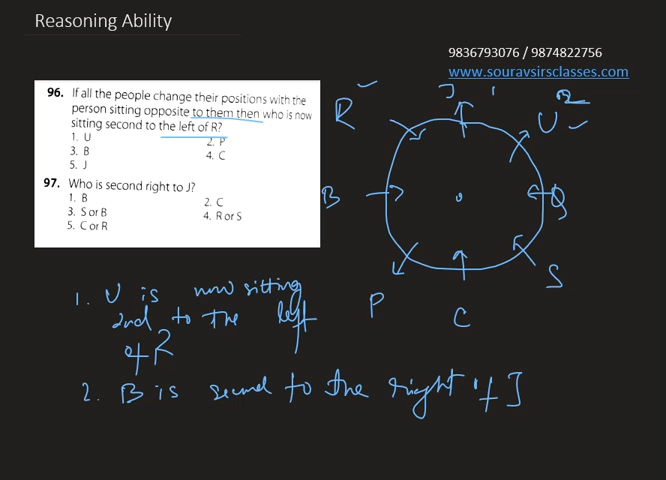 Reasoning Ability
9836793076 / 9874822756
www.souravsirsclasses.com
96. If all the people change their positions with the
person sitting opposite to them then who is now
sitting second to the left of R?
1. U 2. P
3. B 4. C
5. J
97. Who is second right to J?
1. B 2. C
3. S or B 4. R or S
5. C or R
R J U R
B Q
P C S
1. U is now sitting
2nd to the left
of R
2. B is second to the right of J